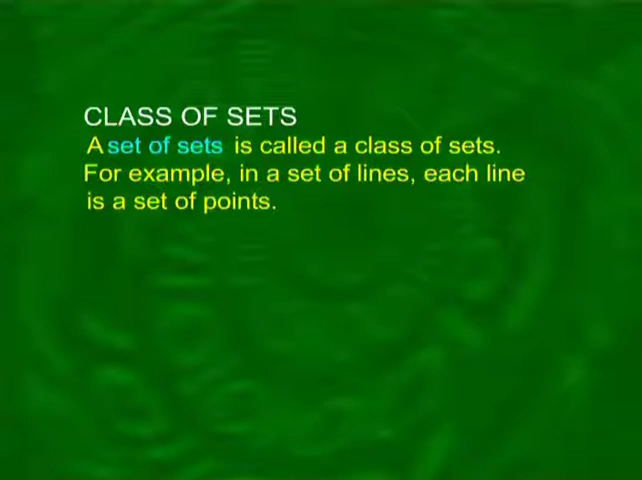 CLASS OF SETS
A set of sets is called a class of sets.
For example, in a set of lines, each line
is a set of points.